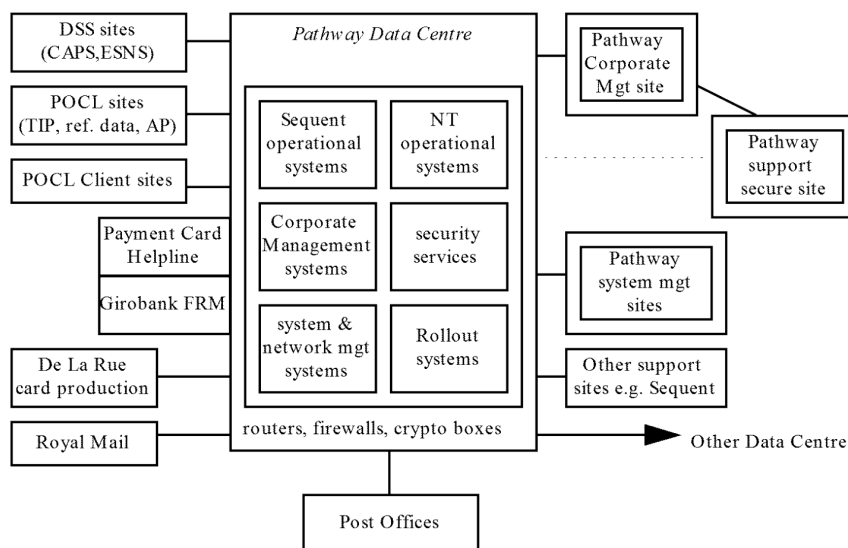 DSS sites
(CAPS,ESNS)
POCL sites
(TIP, ref. data, AP)
POCL Client sites
Payment Card
Helpline
Girobank FRM
De La Rue
card production
Royal Mail
Pathway Data Centre
Sequent
operational
systems
NT
operational
systems
Corporate
Management
systems
security
services
system &
network mgt
systems
Rollout
systems
routers, firewalls, crypto boxes
Pathway
Corporate
Mgt site
Pathway
support
secure site
Pathway
system mgt
sites
Other support
sites e.g. Sequent
Other Data Centre
Post Offices